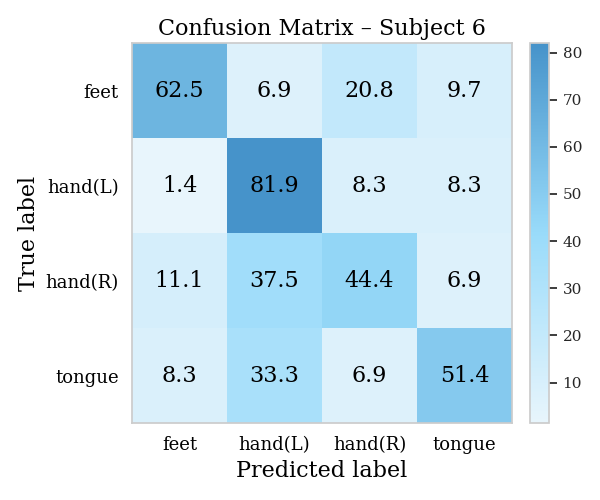 Confusion Matrix – Subject 6
feet 62.5 6.9 20.8 9.7
hand(L) 1.4 81.9 8.3 8.3
hand(R) 11.1 37.5 44.4 6.9
tongue 8.3 33.3 6.9 51.4
feet hand(L) hand(R) tongue
Predicted label
True label
80
70
60
50
40
30
20
10